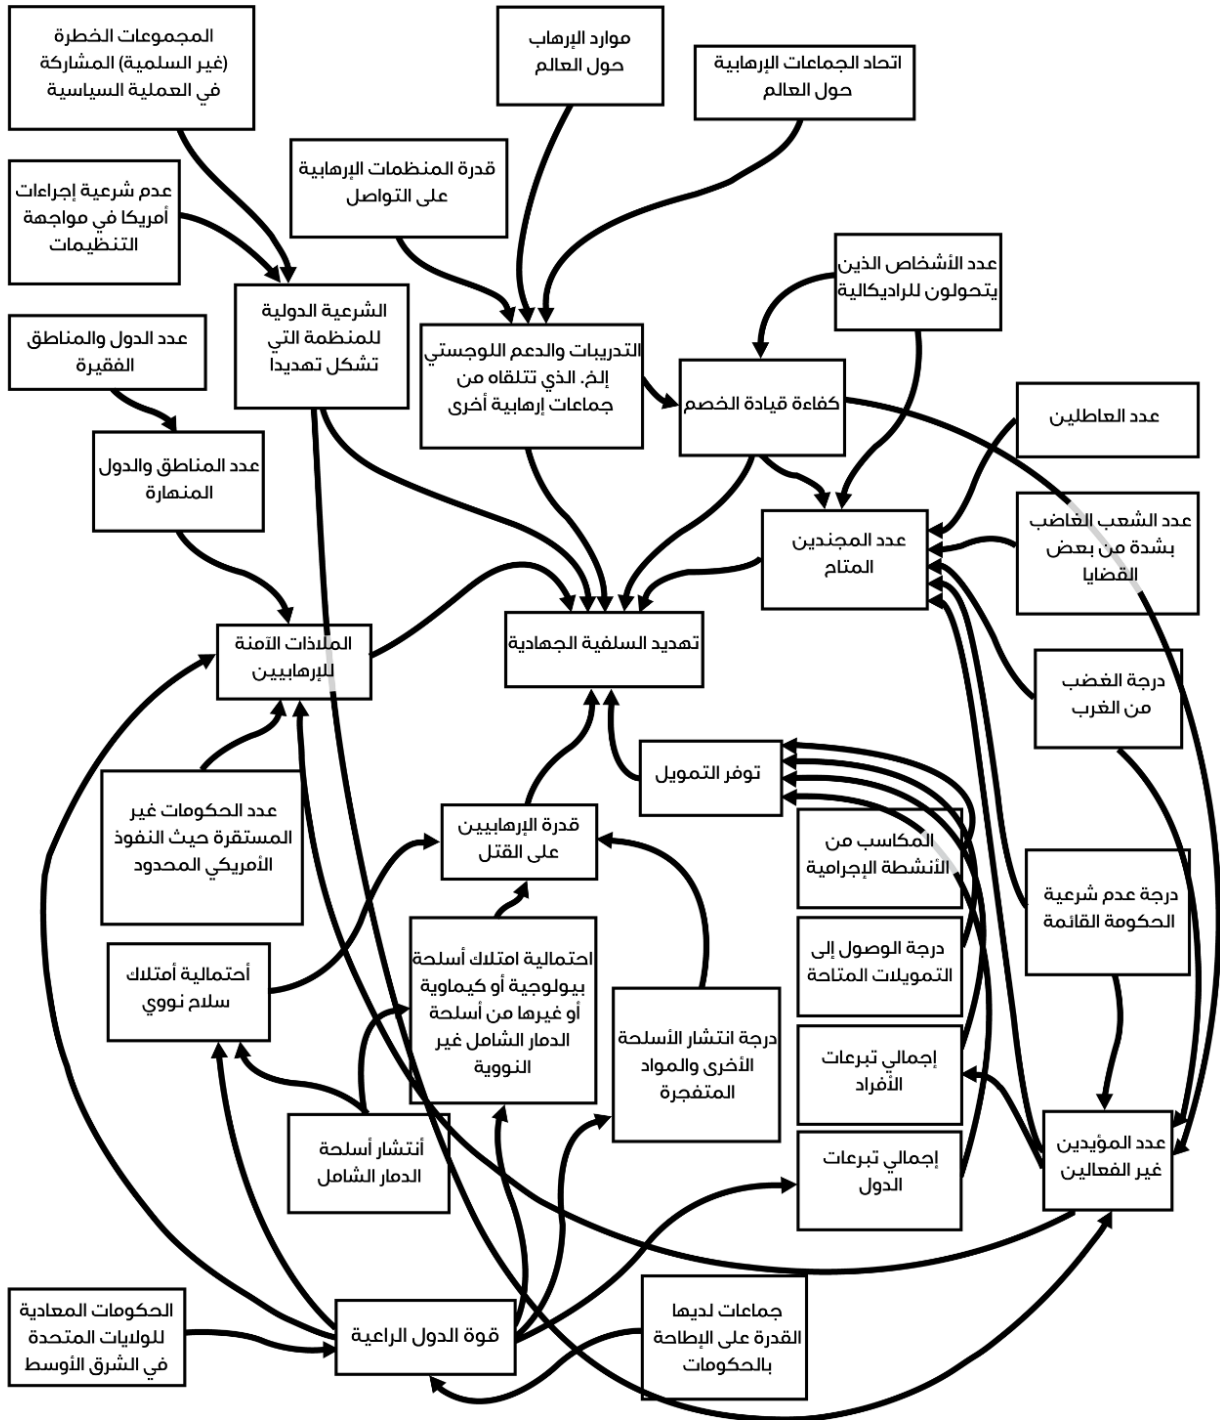 المجموعات الخطرة
(غير السلمية) المشاركة
في العملية السياسية
موارد الإرهاب
حول العالم
اتحاد الجماعات الإرهابية
حول العالم
قدرة المنظمات الإرهابية
على التواصل
عدم شرعية إجراءات
أمريكا في مواجهة
التنظيمات
عدد الأشخاص الذين
يتحولون للراديكالية
الشرعية الدولية
للمنظمة التي
تشكل تهديدا
عدد الدول والمناطق
الفقيرة
التدريبات والدعم اللوجستي
إلخ. الذي تتلقاه من
جماعات إرهابية أخرى
كفاءة قيادة الخصم
عدد العاطلين
عدد المناطق والدول
المنهارة
عدد المجندين
المتاح
عدد الشعب الغاضب
بشدة من بعض
القضايا
الملاذات الآمنة
للإرهابيين
تهديد السلفية الجهادية
درجة الغضب
من الغرب
توفر التمويل
عدد الحكومات غير
المستقرة حيث النفوذ
الأمريكي المحدود
قدرة الإرهابيين
على القتل
المكاسب من
الأنشطة الإجرامية
درجة عدم شرعية
الحكومة القائمة
أحتمالية أمتلاك
سلاح نووي
احتمالية امتلاك أسلحة
بيولوجية أو كيماوية
أو غيرها من أسلحة
الدمار الشامل غير
النووية
درجة الوصول إلى
التمويلات المتاحة
درجة انتشار الأسلحة
الأخرى والمواد
المتفجرة
إجمالي تبرعات
الأفراد
أنتشار أسلحة
الدمار الشامل
إجمالي تبرعات
الدول
عدد المؤيدين
غير الفعالين
الحكومات المعادية
للولايات المتحدة
في الشرق الأوسط
قوة الدول الراعية
جماعات لديها
القدرة على الإطاحة
بالحكومات